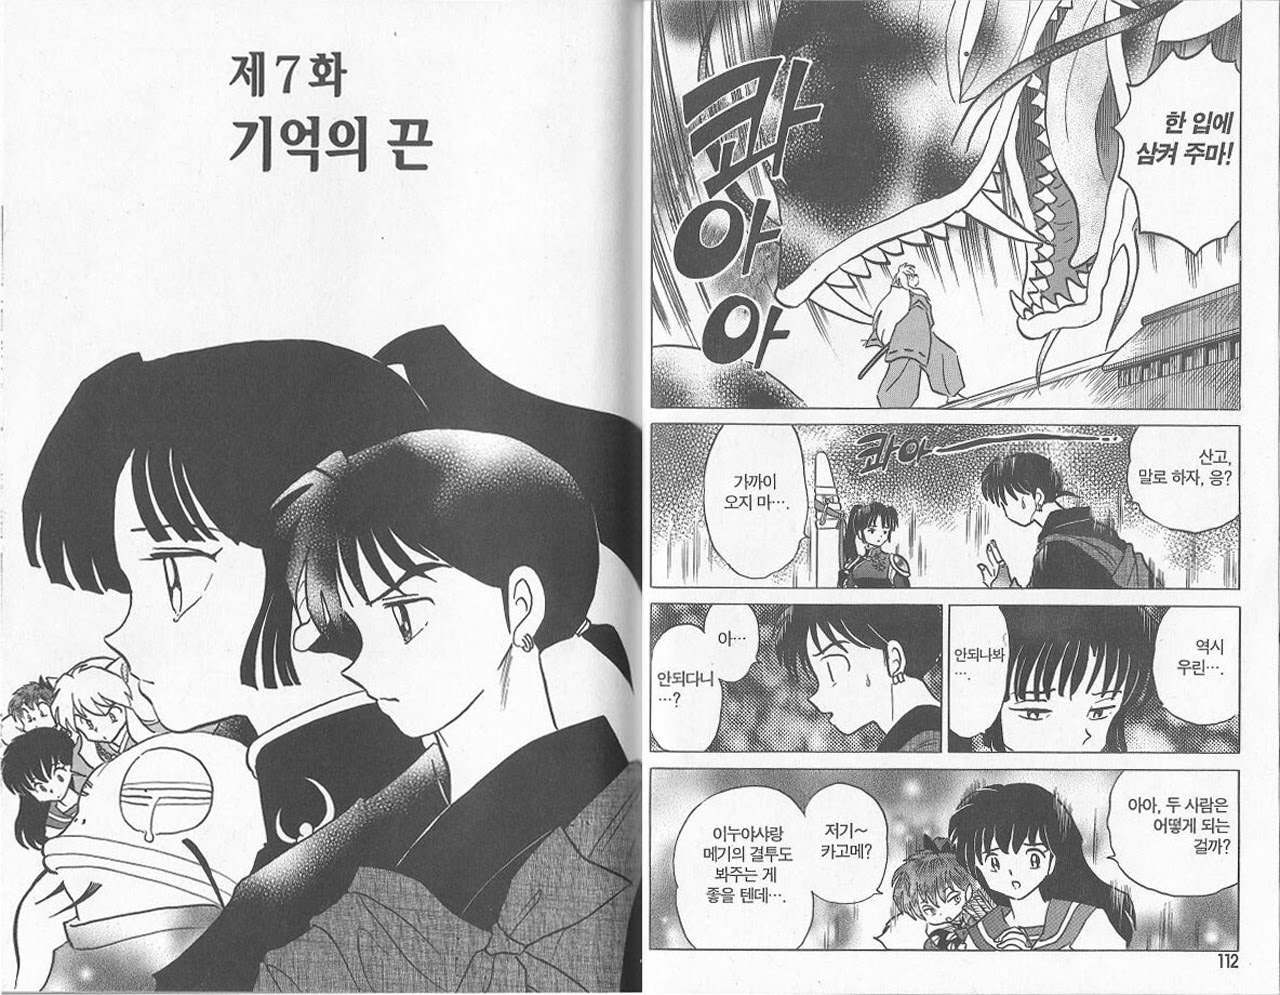 제7화
기억의 끈
한 입에
삼켜 주마!
콰
아
아
산고,
말로 하자, 응?
콰아
가까이
오지 마….
역시
우린….
안되나봐
….
아…
안되다니
…?
아아, 두 사람은
어떻게 되는
걸까?
저기~
카고메?
이누야샤랑
메기의 결투도
봐주는 게
좋을 텐데….
112